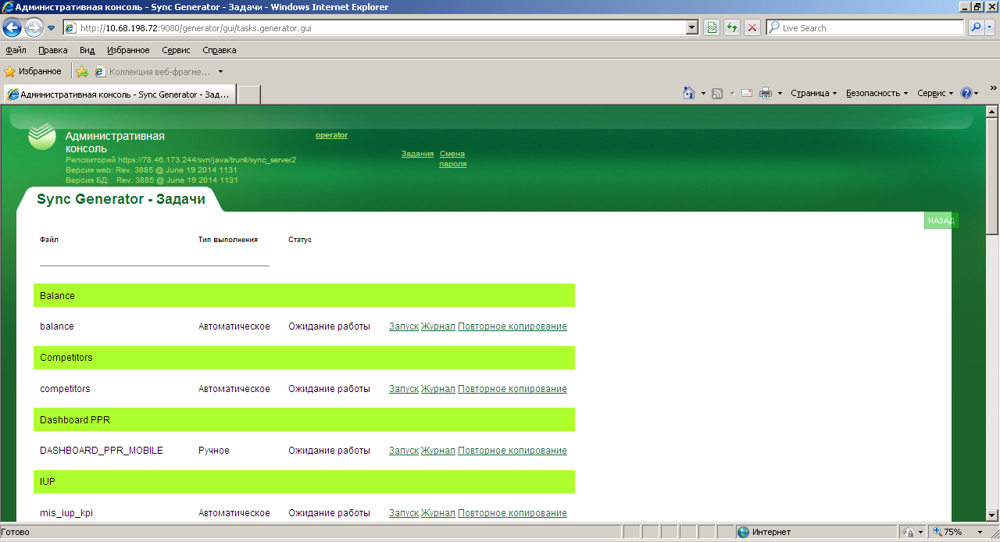 Административная консоль - Sync Generator - Задачи - Windows Internet Explorer
http://10.68.198.72:9080/generator/gui/tasks.generator.gui
Live Search
Файл Правка Вид Избранное Сервис Справка
Избранное Коллекция веб-фрагме...
Административная консоль - Sync Generator - Зад...
Страница Безопасность Сервис »
Административная
консоль
operator
Задания Смена
пароля
Репозиторий https://78.46.173.244/svn/java/trunk/sync_server2
Версия web: Rev. 3885 @ June 19 2014 1131
Версия БД: Rev. 3885 @ June 19 2014 1131
Sync Generator - Задачи
НАЗАД
Файл Тип выполнения Статус
Balance
balance Автоматическое Ожидание работы Запуск Журнал Повторное копирование
Competitors
competitors Автоматическое Ожидание работы Запуск Журнал Повторное копирование
Dashboard PPR
DASHBOARD_PPR_MOBILE Ручное Ожидание работы Запуск Журнал Повторное копирование
IUP
mis_iup_kpi Автоматическое Ожидание работы Запуск Журнал Повторное копирование
Готово Интернет 75%